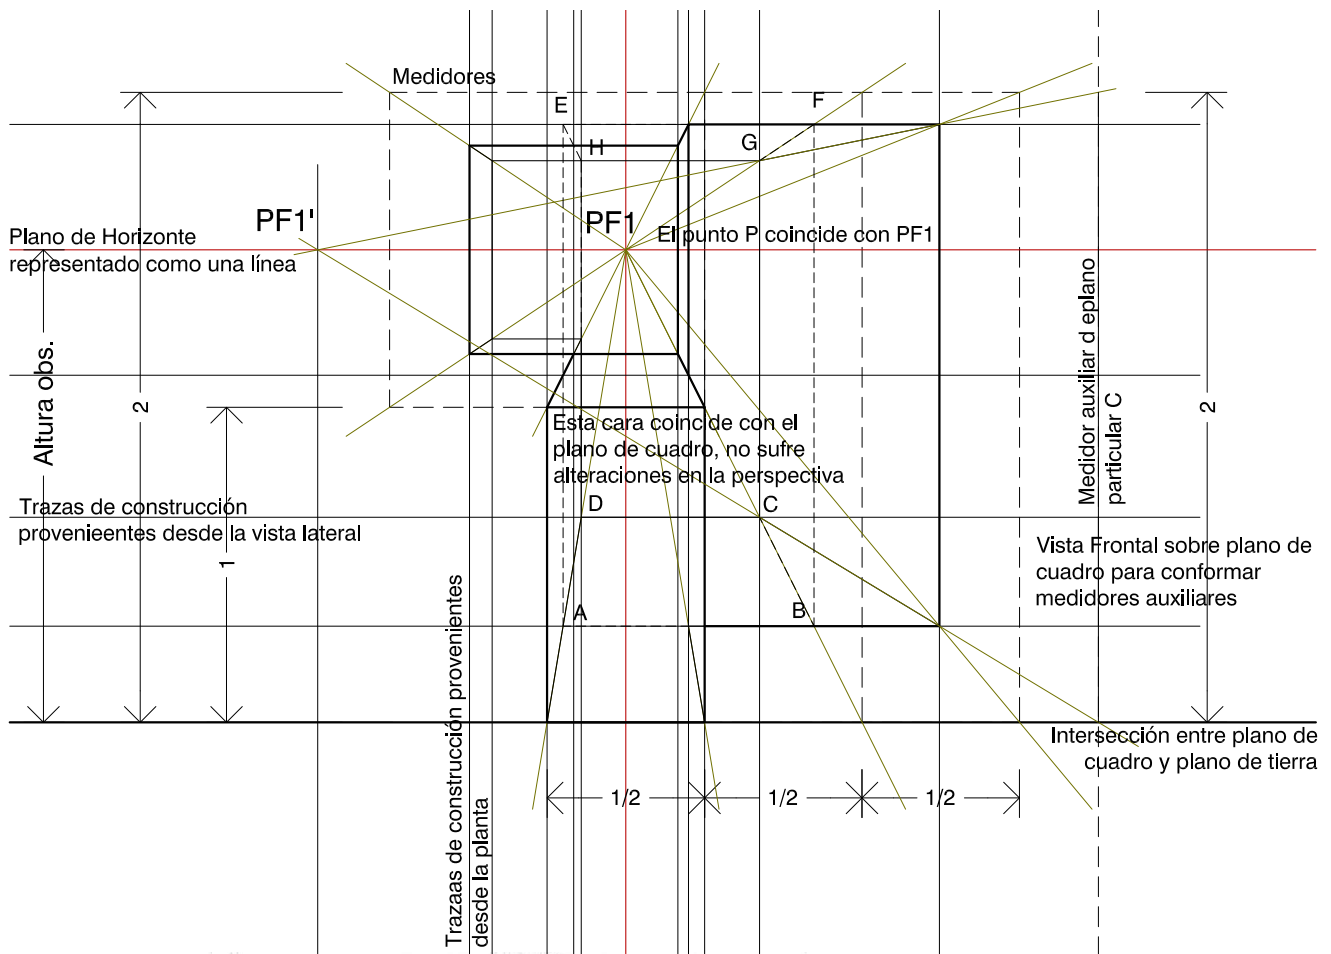 Medidores
E
F
H
G
PF1'
PF1
El punto P coincide con PF1
Plano de Horizonte
representado como una línea
Altura obs.
2
1
2
Medidor auxiliar d eplano
particular C
Esta cara coincide con el
plano de cuadro, no sufre
alteraciones en la perspectiva
Trazas de construcción
provenieentes desde la vista lateral
D
C
A
B
Vista Frontal sobre plano de
cuadro para conformar
medidores auxiliares
Trazaas de construcción provenientes
desde la planta
Intersección entre plano de
cuadro y plano de tierra
1/2
1/2
1/2